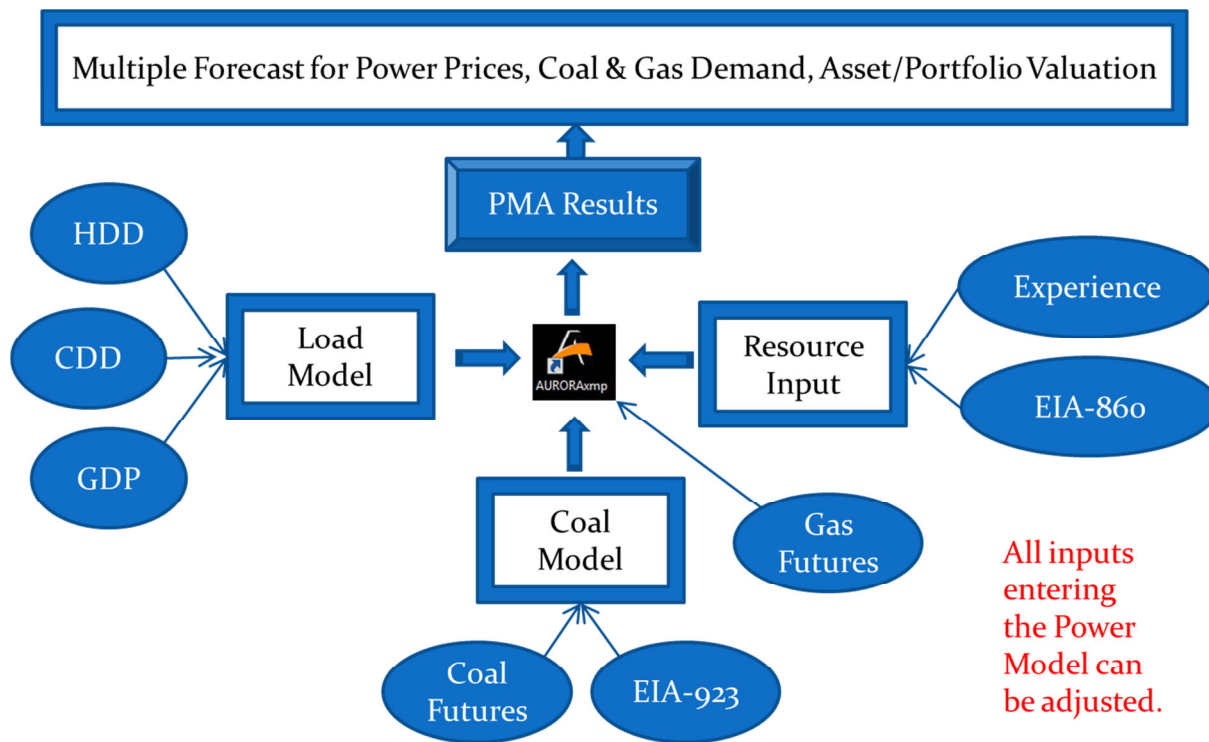 Multiple Forecast for Power Prices, Coal & Gas Demand, Asset/Portfolio Valuation
PMA Results
HDD
CDD
GDP
Load
Model
AURORAxmp
Resource
Input
Experience
EIA-860
Coal
Model
Gas
Futures
Coal
Futures
EIA-923
All inputs
entering
the Power
Model can
be adjusted.